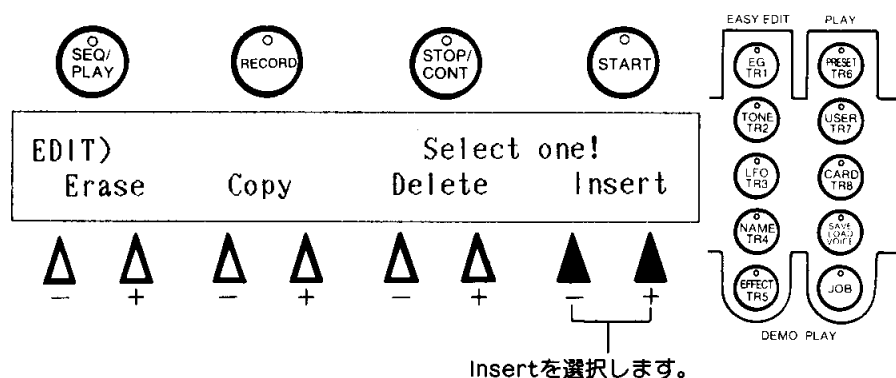 SEQ/
PLAY
RECORD
STOP/
CONT
START
EDIT) Select one!
Erase Copy Delete Insert
− + − + − + − +
Insertを選択します。
EASY EDIT PLAY
EG
TR1
PRESET
TR6
TONE
TR2
USER
TR7
LFO
TR3
CARD
TR8
NAME
TR4
SAVE
LOAD
VOICE
EFFECT
TR5
JOB
DEMO PLAY